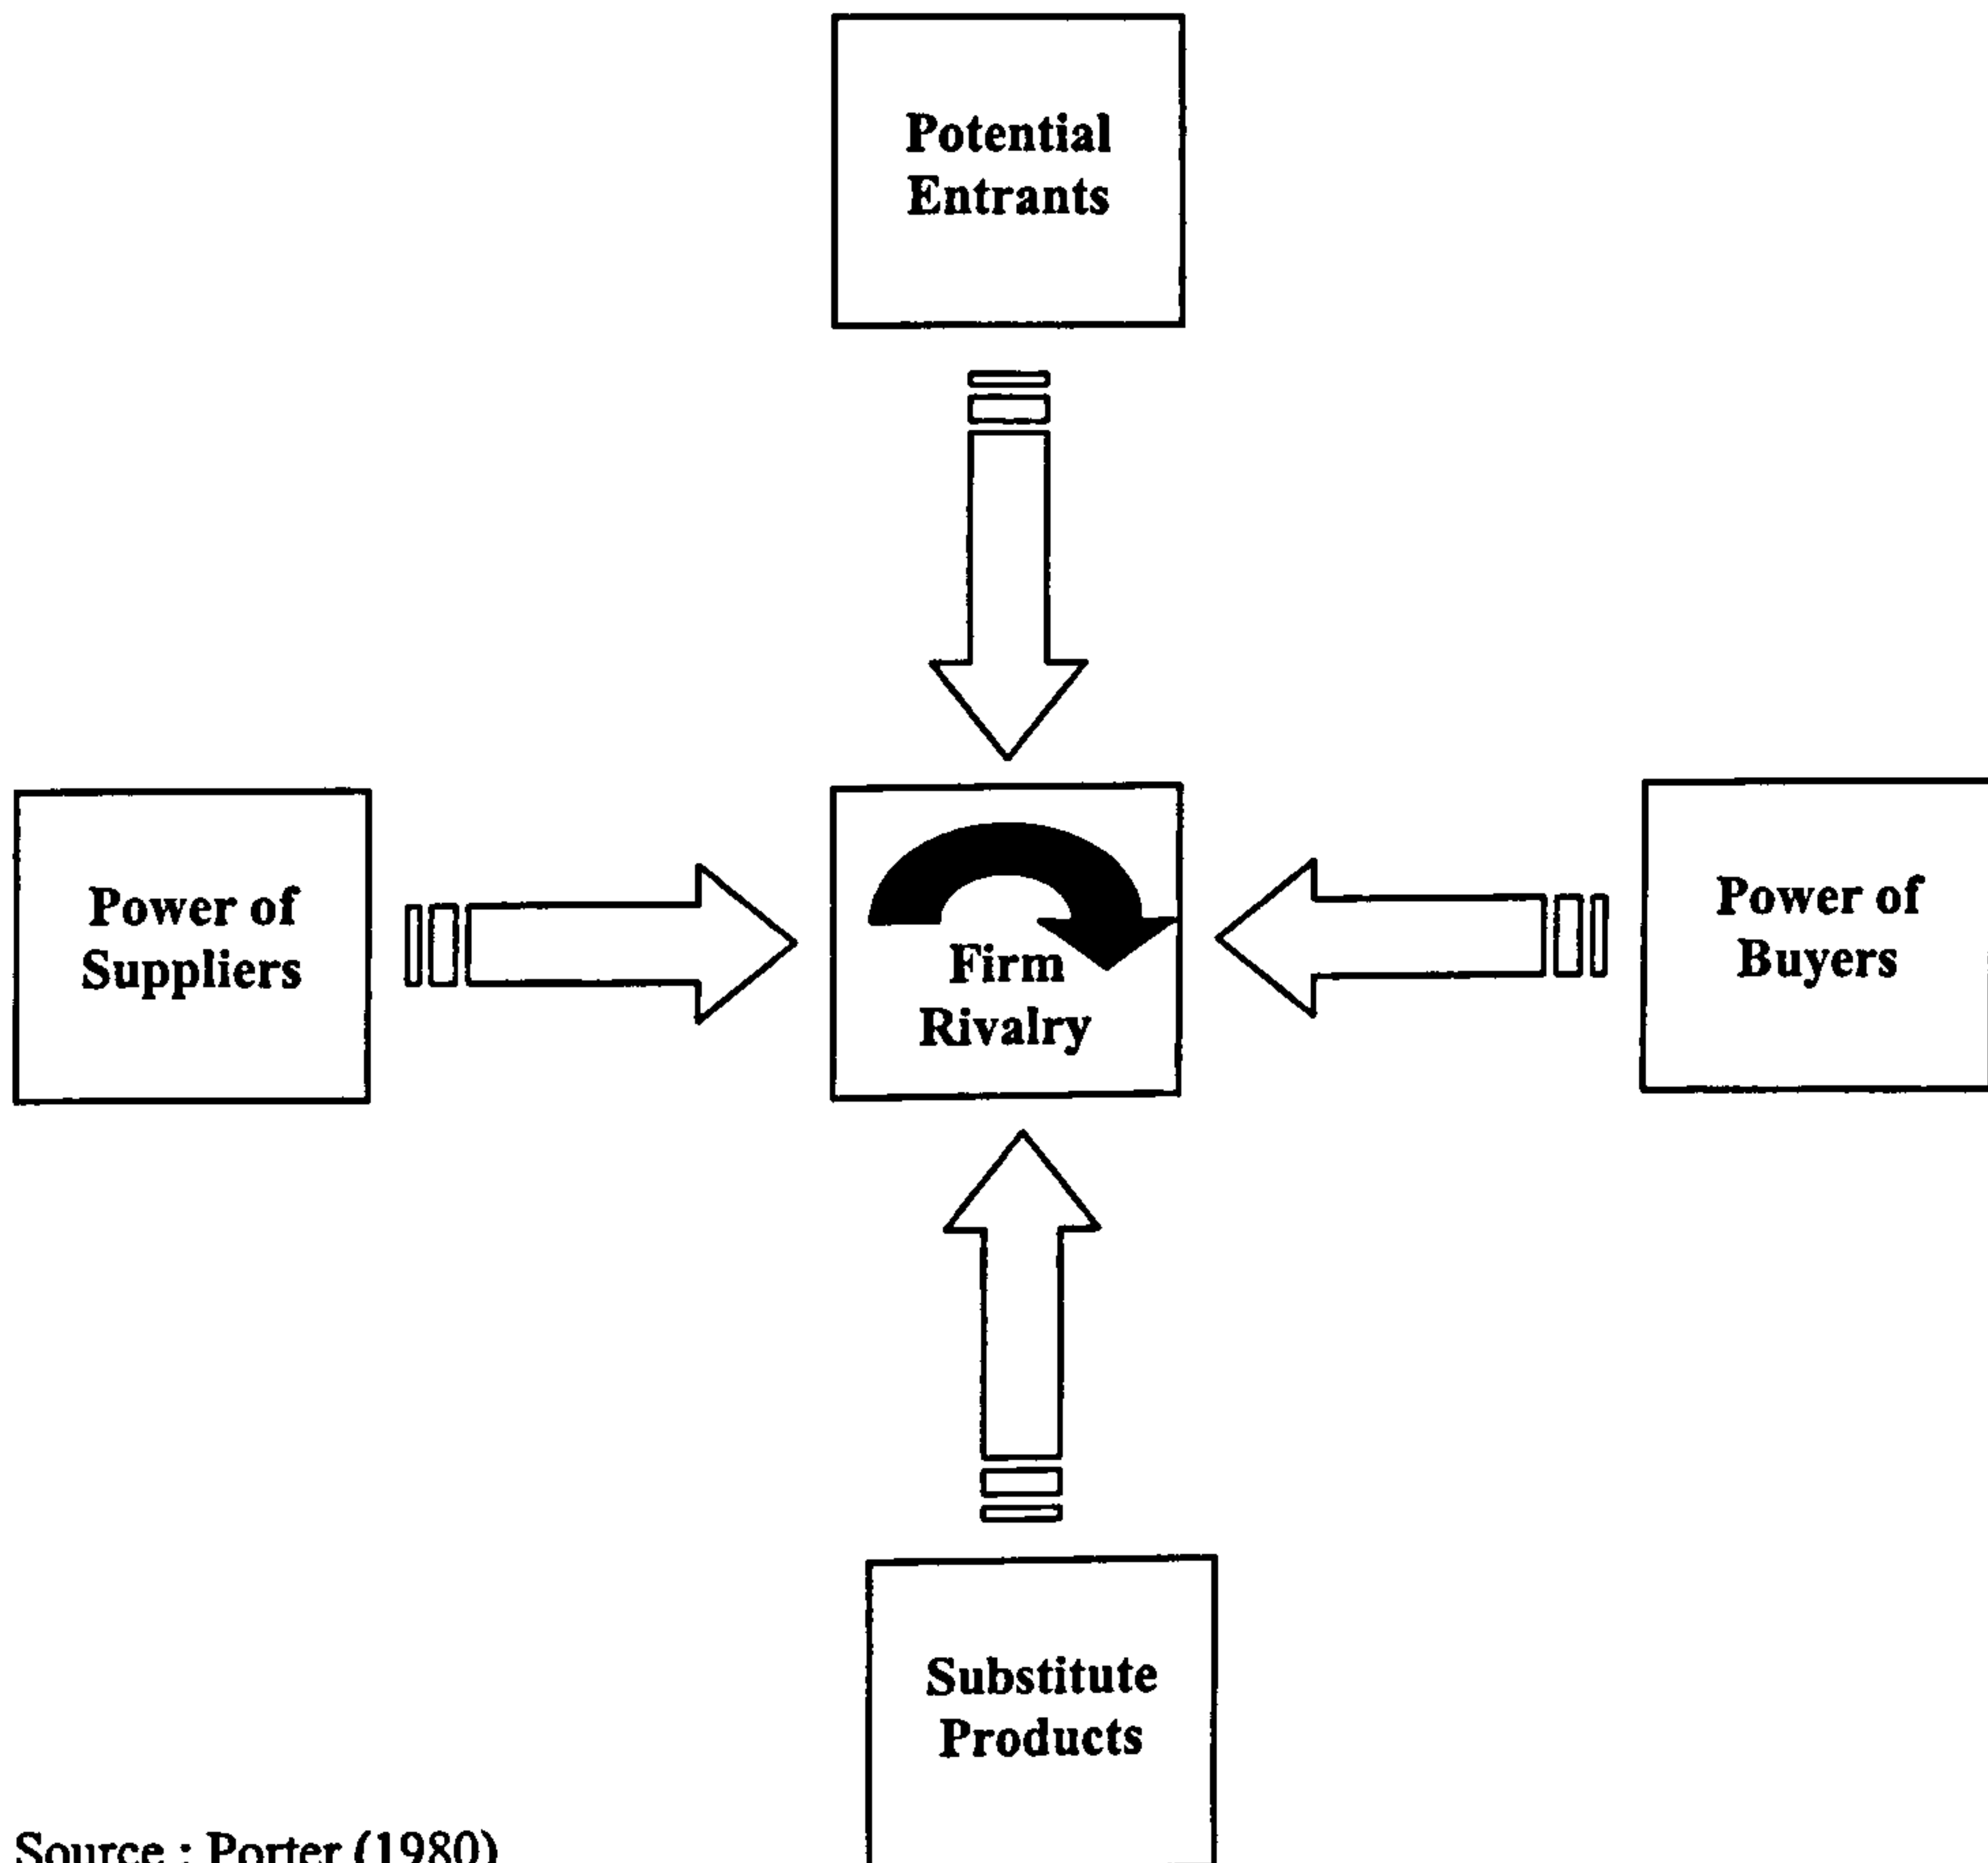 Potential
Entrants
Power of
Suppliers
Firm
Rivalry
Power of
Buyers
Substitute
Products
Source : Porter (1980)